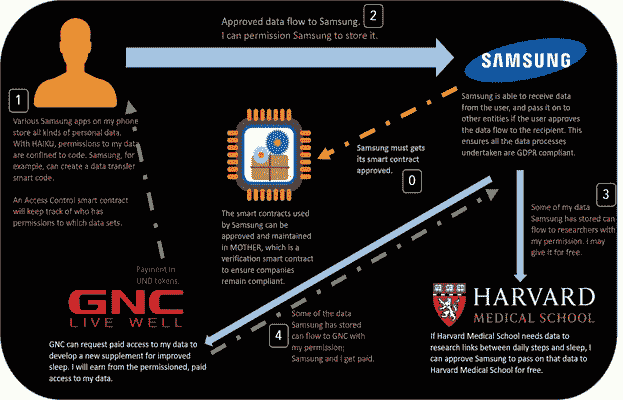 Approved data flow to Samsung.
I can permission Samsung to store it.
2
SAMSUNG
1
Various Samsung apps on my phone
store all kinds of personal data.
With HAIKU, permissions to my data
are confined to code. Samsung, for
example, can create a data transfer
smart code.
An Access Control smart contract
will keep track of who has
permissions to which data sets.
Samsung is able to receive data
from the user, and pass it on to
other entities if the user approves
the data flow to the recipient. This
ensures all the data processes
undertaken are GDPR compliant.
Samsung must gets
its smart contract
approved.
0
The smart contracts used
by Samsung can be
approved and maintained
in MOTHER, which is a
verification smart contract
to ensure companies
remain compliant.
3
Some of my data
Samsung has stored can
flow to researchers with
my permission. I may
give it for free.
Payment in
UND tokens.
GNC
LIVE WELL
GNC can request paid access to my data to
develop a new supplement for improved
sleep. I will earn from the permissioned, paid
access to my data.
4
Some of the data
Samsung has stored
can flow to GNC with
my permission;
Samsung and I get paid.
HARVARD
MEDICAL SCHOOL
If Harvard Medical School needs data to
research links between daily steps and sleep, I
can approve Samsung to pass on that data to
Harvard Medical School for free.